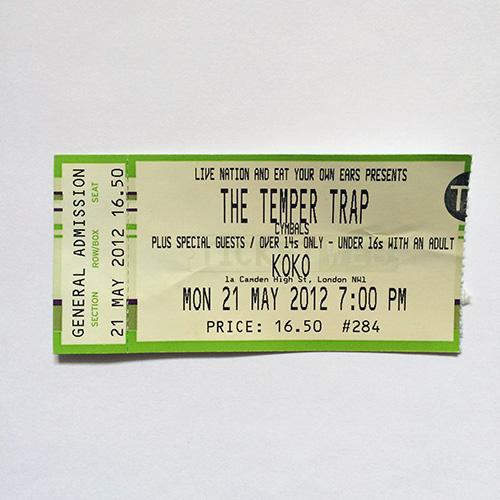 GENERAL ADMISSION
SECTION ROW/BOX SEAT
21 MAY 2012 16.50
LIVE NATION AND EAT YOUR OWN EARS PRESENTS
THE TEMPER TRAP
CYMBALS
PLUS SPECIAL GUESTS / OVER 14s ONLY - UNDER 16s WITH AN ADULT
KOKO
1a Camden High St, London NW1
MON 21 MAY 2012 7:00 PM
PRICE: 16.50 #284
T